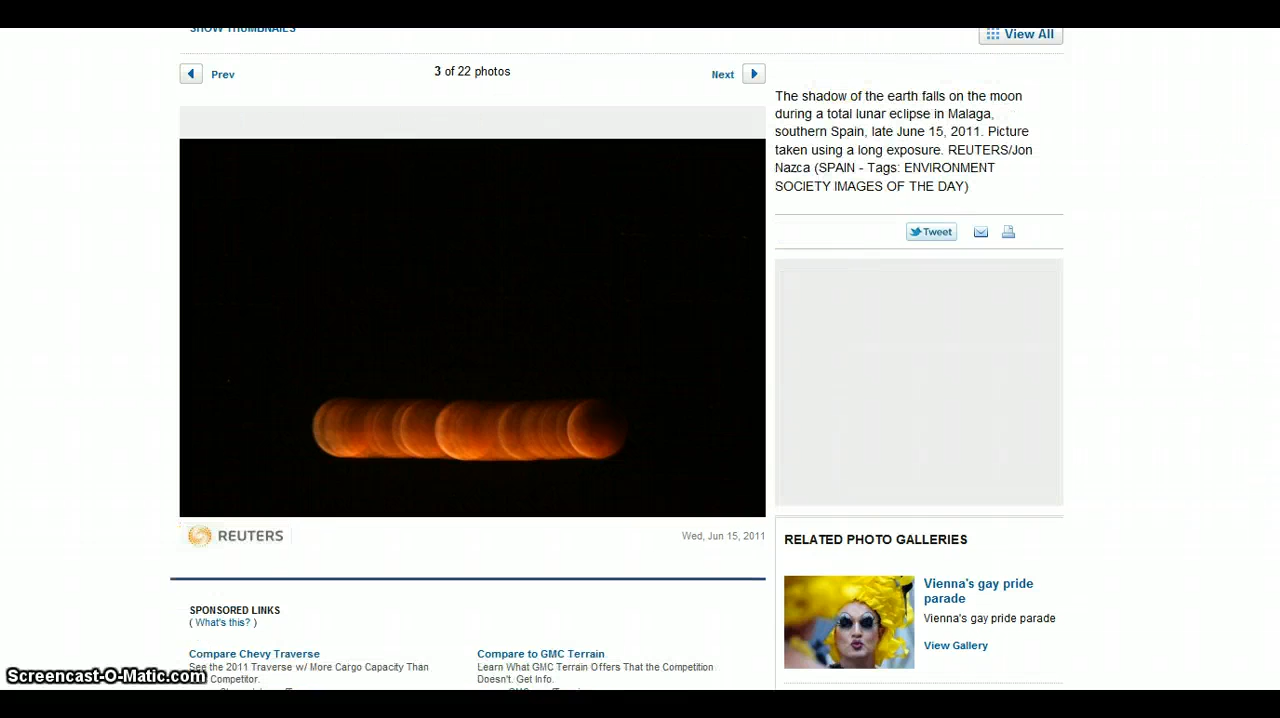 SHOW THUMBNAILS
View All
Prev
3 of 22 photos
Next
The shadow of the earth falls on the moon
during a total lunar eclipse in Malaga,
southern Spain, late June 15, 2011. Picture
taken using a long exposure. REUTERS/Jon
Nazca (SPAIN - Tags: ENVIRONMENT
SOCIETY IMAGES OF THE DAY)
Tweet
REUTERS
Wed, Jun 15, 2011
RELATED PHOTO GALLERIES
Vienna's gay pride
parade
Vienna's gay pride parade
View Gallery
SPONSORED LINKS
( What's this? )
Compare Chevy Traverse
See the 2011 Traverse w/ More Cargo Capacity Than
Competitor.
Compare to GMC Terrain
Learn What GMC Terrain Offers That the Competition
Doesn't. Get Info.
Screencast-O-Matic.com